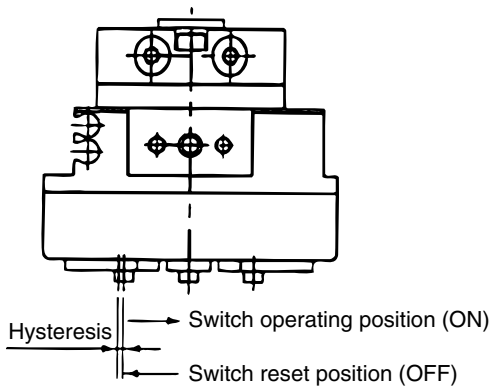 Switch operating position (ON)
Hysteresis
Switch reset position (OFF)